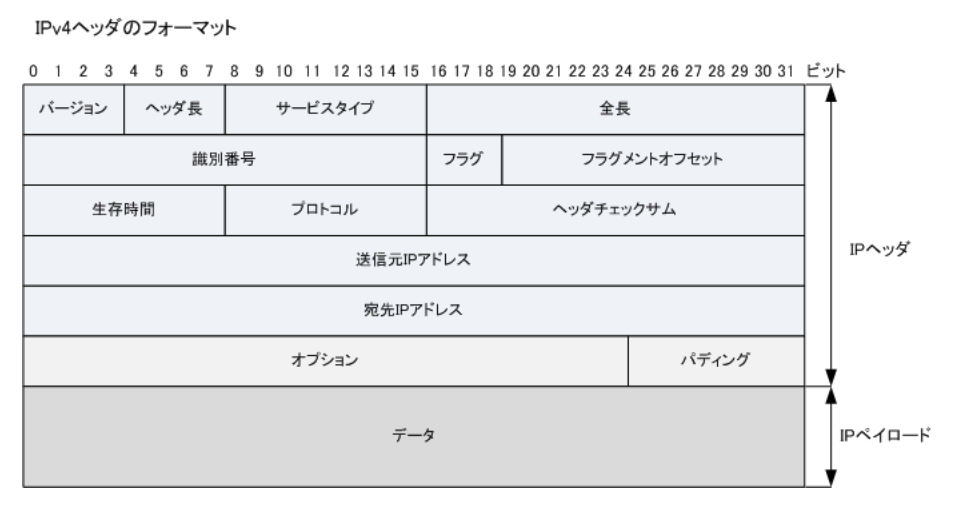 IPv4ヘッダのフォーマット
0 1 2 3 4 5 6 7 8 9 10 11 12 13 14 15 16 17 18 19 20 21 22 23 24 25 26 27 28 29 30 31 ビット
バージョン ヘッダ長 サービスタイプ 全長
識別番号 フラグ フラグメントオフセット
生存時間 プロトコル ヘッダチェックサム
送信元IPアドレス
IPヘッダ
宛先IPアドレス
オプション パディング
データ
IPペイロード